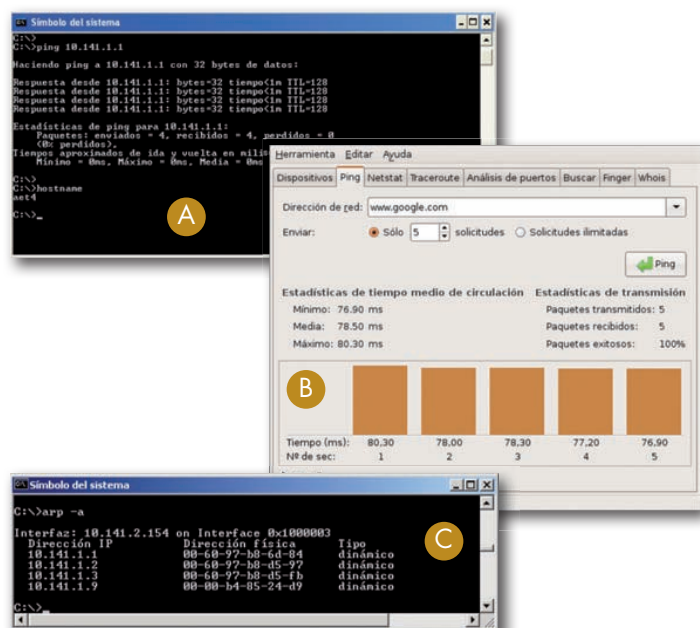 Símbolo del sistema
C:\>
C:\>ping 10.141.1.1
Haciendo ping a 10.141.1.1 con 32 bytes de datos:
Respuesta desde 10.141.1.1: bytes=32 tiempo<1m TTL=128
Respuesta desde 10.141.1.1: bytes=32 tiempo<1m TTL=128
Respuesta desde 10.141.1.1: bytes=32 tiempo<1m TTL=128
Respuesta desde 10.141.1.1: bytes=32 tiempo<1m TTL=128
Estadísticas de ping para 10.141.1.1:
Paquetes: enviados = 4, recibidos = 4, perdidos = 0
(0% perdidos),
Tiempos aproximados de ida y vuelta en
Mínimo = 0ms, Máximo = 0ms, Media = 0ms
C:\>
C:\>hostname
aet4
C:\>_
A
Herramienta Editar Ayuda
Dispositivos Ping Netstat Traceroute Análisis de puertos Buscar Finger Whois
Dirección de red: www.google.com
Enviar: Sólo 5 solicitudes Solicitudes ilimitadas
Ping
Estadísticas de tiempo medio de circulación Estadísticas de transmisión
Mínimo: 76.90 ms Paquetes transmitidos: 5
Media: 78.50 ms Paquetes recibidos: 5
Máximo: 80.30 ms Paquetes exitosos: 100%
B
Tiempo (ms): 80,30 78,00 78,30 77,20 76,90
Nº de sec: 1 2 3 4 5
Símbolo del sistema
C:\>arp -a
Interfaz: 10.141.2.154 on Interface 0x1000003
Dirección IP Dirección física Tipo
10.141.1.1 00-60-97-b8-6d-84 dinámico
10.141.1.2 00-60-97-b8-d5-97 dinámico
10.141.1.3 00-60-97-b8-d5-fb dinámico
10.141.1.9 00-00-b4-85-24-d9 dinámico
C:\>_
C